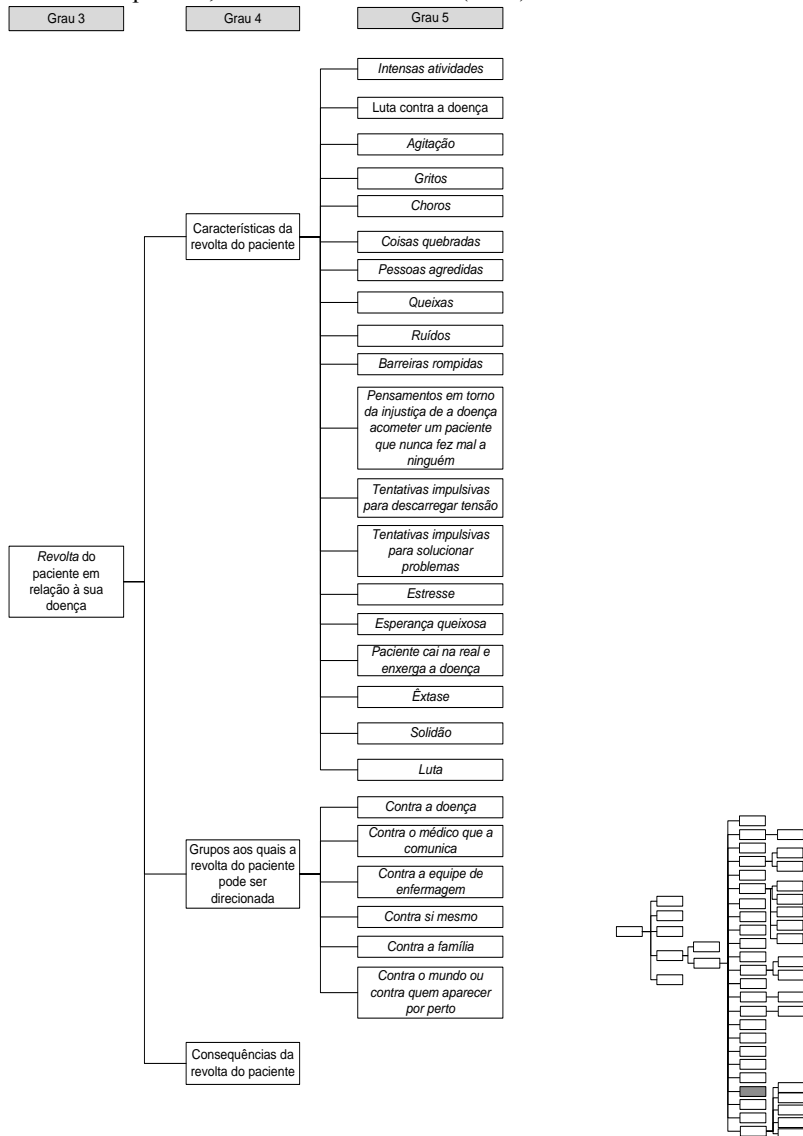 Grau 3
Grau 4
Grau 5
Intensas atividades
Luta contra a doença
Agitação
Gritos
Choros
Características da
revolta do paciente
Coisas quebradas
Pessoas agredidas
Queixas
Ruídos
Barreiras rompidas
Pensamentos em torno
da injustiça de a doença
acometer um paciente
que nunca fez mal a
ninguém
Tentativas impulsivas
para descarregar tensão
Tentativas impulsivas
para solucionar
problemas
Revolta do
paciente em
relação à sua
doença
Estresse
Esperança queixosa
Paciente cai na real e
enxerga a doença
Êxtase
Solidão
Luta
Grupos aos quais a
revolta do paciente
pode ser
direcionada
Contra a doença
Contra o médico que a
comunica
Contra a equipe de
enfermagem
Contra si mesmo
Contra a família
Contra o mundo ou
contra quem aparecer
por perto
Consequências da
revolta do paciente